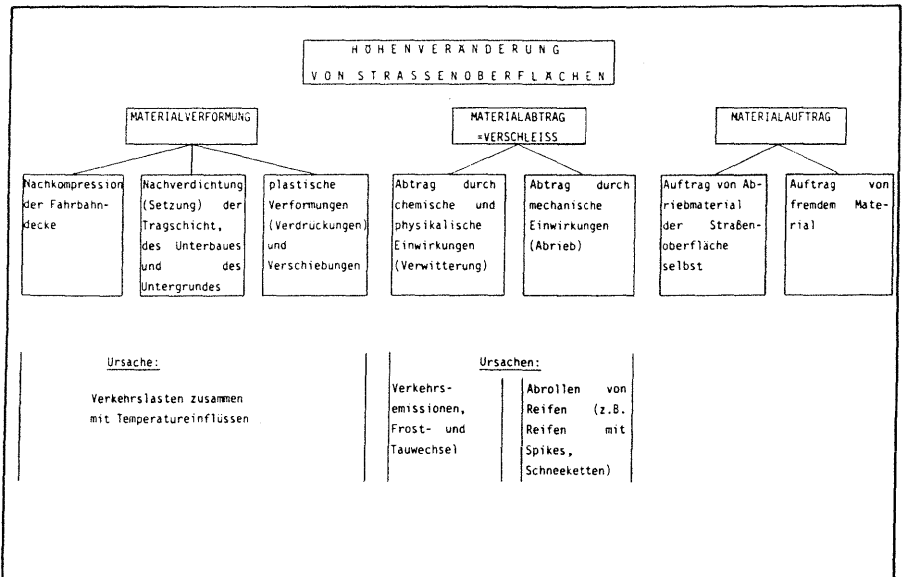 HÖHENVERÄNDERUNG
VON STRASSENOBERFLÄCHEN
MATERIALVERFORMUNG
MATERIALABTRAG
=VERSCHLEISS
MATERIALAUFTRAG
Nachkompression
der Fahrbahn-
decke
Nachverdichtung
(Setzung) der
Tragschicht,
des Unterbaues
und des
Untergrundes
plastische
Verformungen
(Verdrückungen)
und
Verschiebungen
Abtrag durch
chemische und
physikalische
Einwirkungen
(Verwitterung)
Abtrag durch
mechanische
Einwirkungen
(Abrieb)
Auftrag von Ab-
riebmaterial
der Straßen-
oberfläche
selbst
Auftrag von
fremdem Mate-
rial
Ursache:
Verkehrslasten zusammen
mit Temperatureinflüssen
Ursachen:
Verkehrs-
emissionen,
Frost- und
Tauwechsel
Abrollen von
Reifen (z.B.
Reifen mit
Spikes,
Schneeketten)